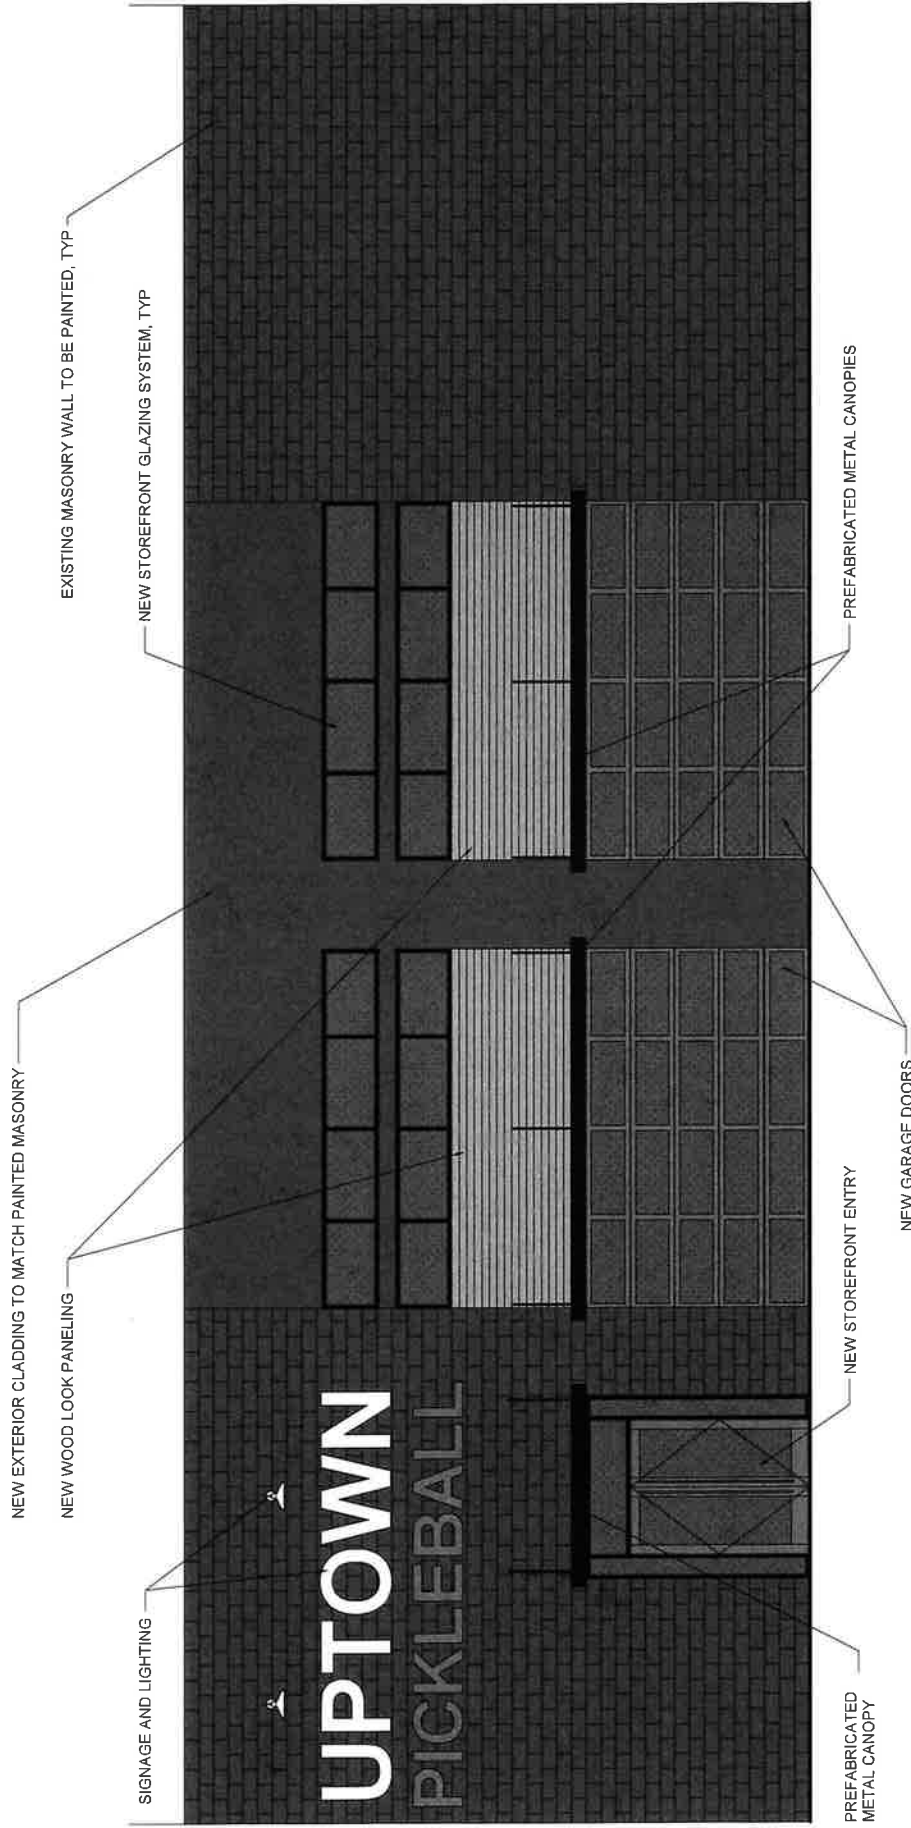 NEW EXTERIOR CLADDING TO MATCH PAINTED MASONRY
NEW WOOD LOOK PANELING
EXISTING MASONRY WALL TO BE PAINTED, TYP
SIGNAGE AND LIGHTING
NEW STOREFRONT GLAZING SYSTEM, TYP
UPTOWN
PICKLEBALL
PREFABRICATED
METAL CANOPY
NEW STOREFRONT ENTRY
PREFABRICATED METAL CANOPIES
NEW GARAGE DOORS